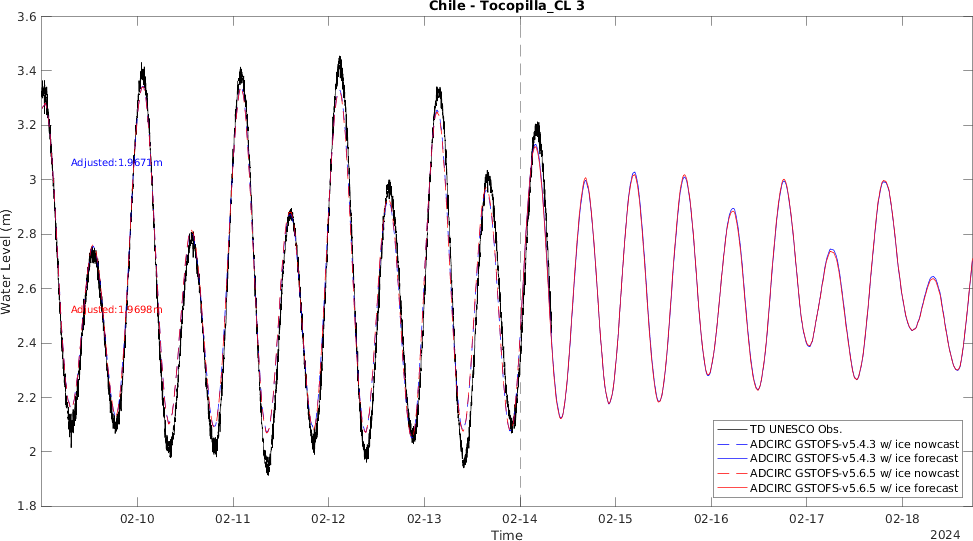 Chile - Tocopilla_CL 3
3.6
3.4
3.2
3
2.8
2.6
2.4
2.2
2
1.8
Water Level (m)
Adjusted:1.9671m
Adjusted:1.9698m
TD UNESCO Obs.
ADCIRC GSTOFS-v5.4.3 w/ ice nowcast
ADCIRC GSTOFS-v5.4.3 w/ ice forecast
ADCIRC GSTOFS-v5.6.5 w/ ice nowcast
ADCIRC GSTOFS-v5.6.5 w/ ice forecast
02-10 02-11 02-12 02-13 02-14 02-15 02-16 02-17 02-18
Time
2024